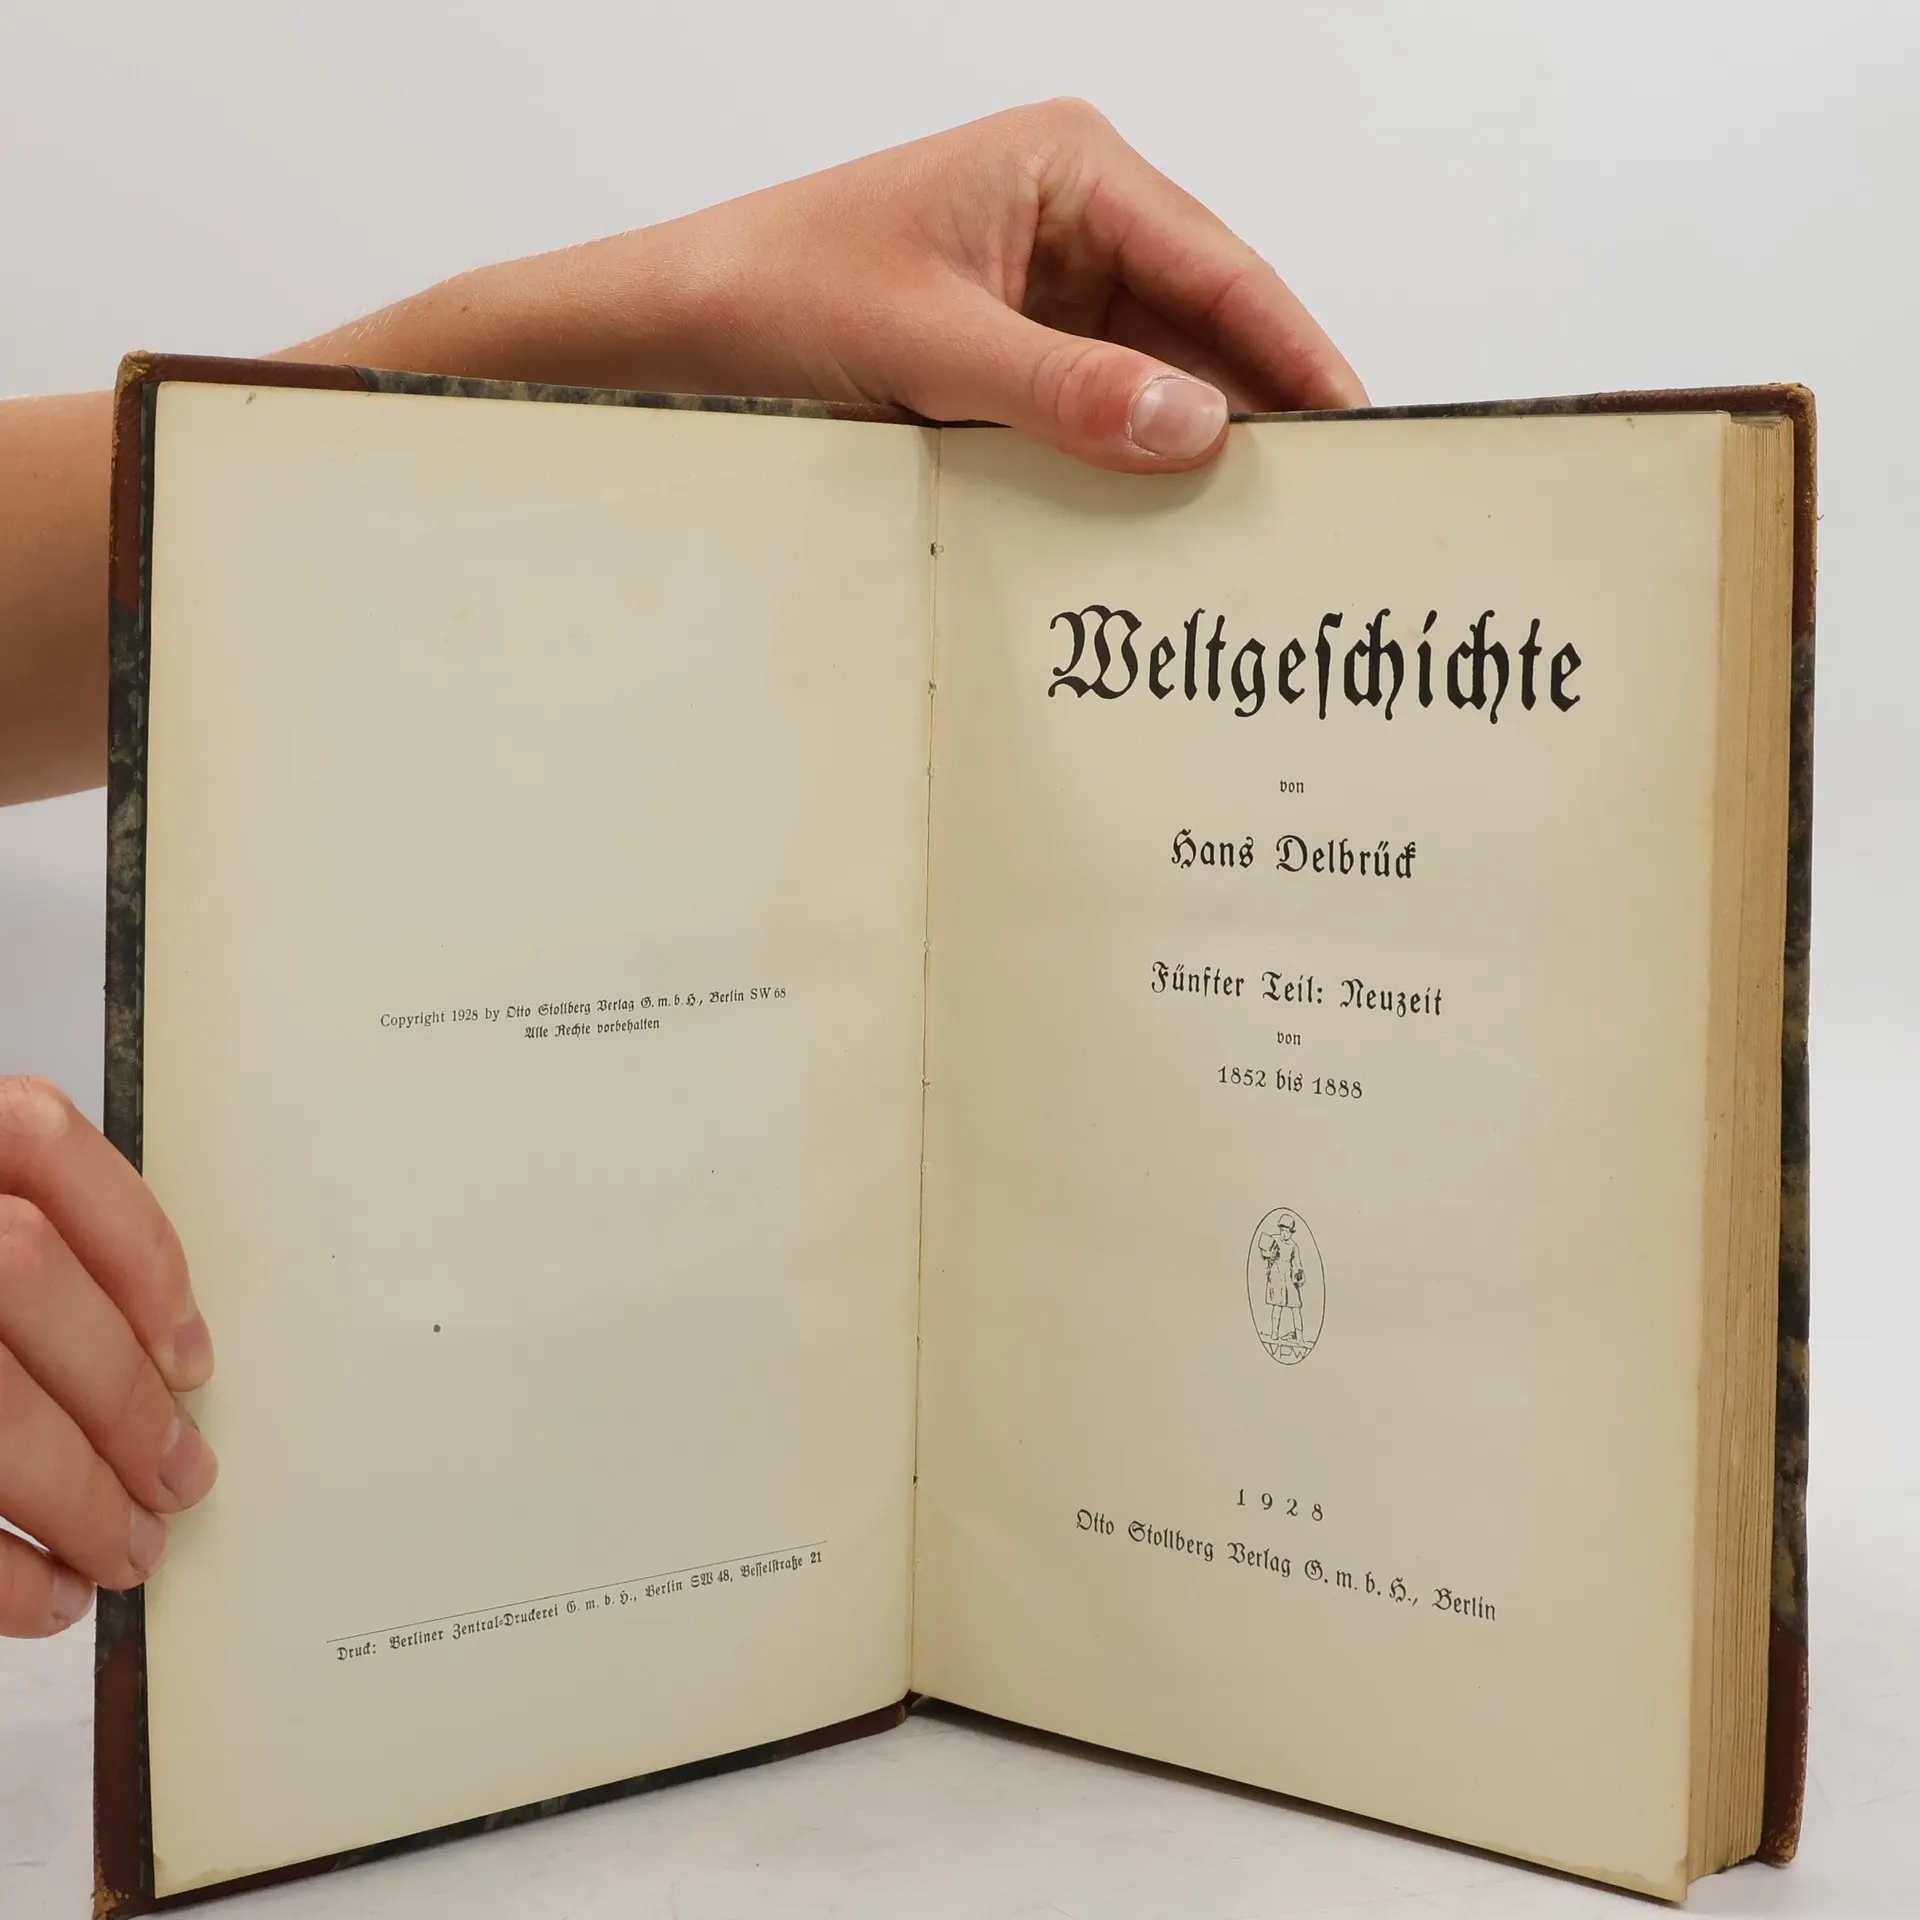 Copyright 1928 by Otto Stollberg Verlag G. m. b. H., Berlin SW 68
Alle Rechte vorbehalten
Druck: Berliner Zentral-Druckerei G. m. b. H., Berlin SW 48, Besselstraße 21
Weltgeschichte
von
Hans Delbrück
Fünfter Teil: Neuzeit
von
1852 bis 1888
VPW
1928
Otto Stollberg Verlag G. m. b. H., Berlin